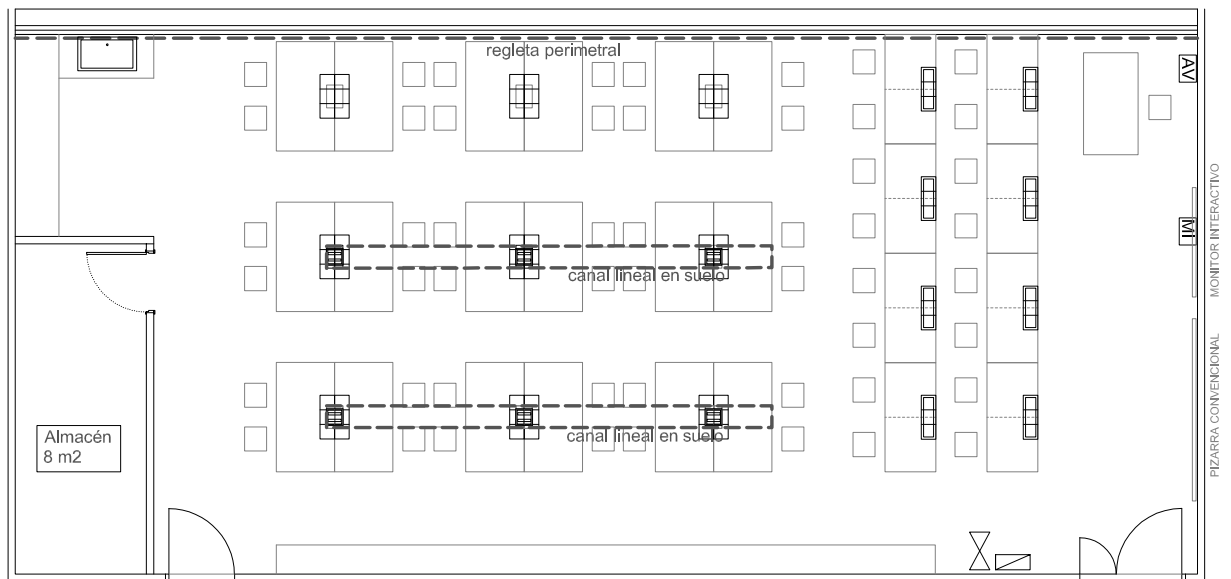 regleta perimetral
AV
MONITOR INTERACTIVO
MI
canal lineal en suelo
PIZARRA CONVENCIONAL
canal lineal en suelo
Almacén
8 m2